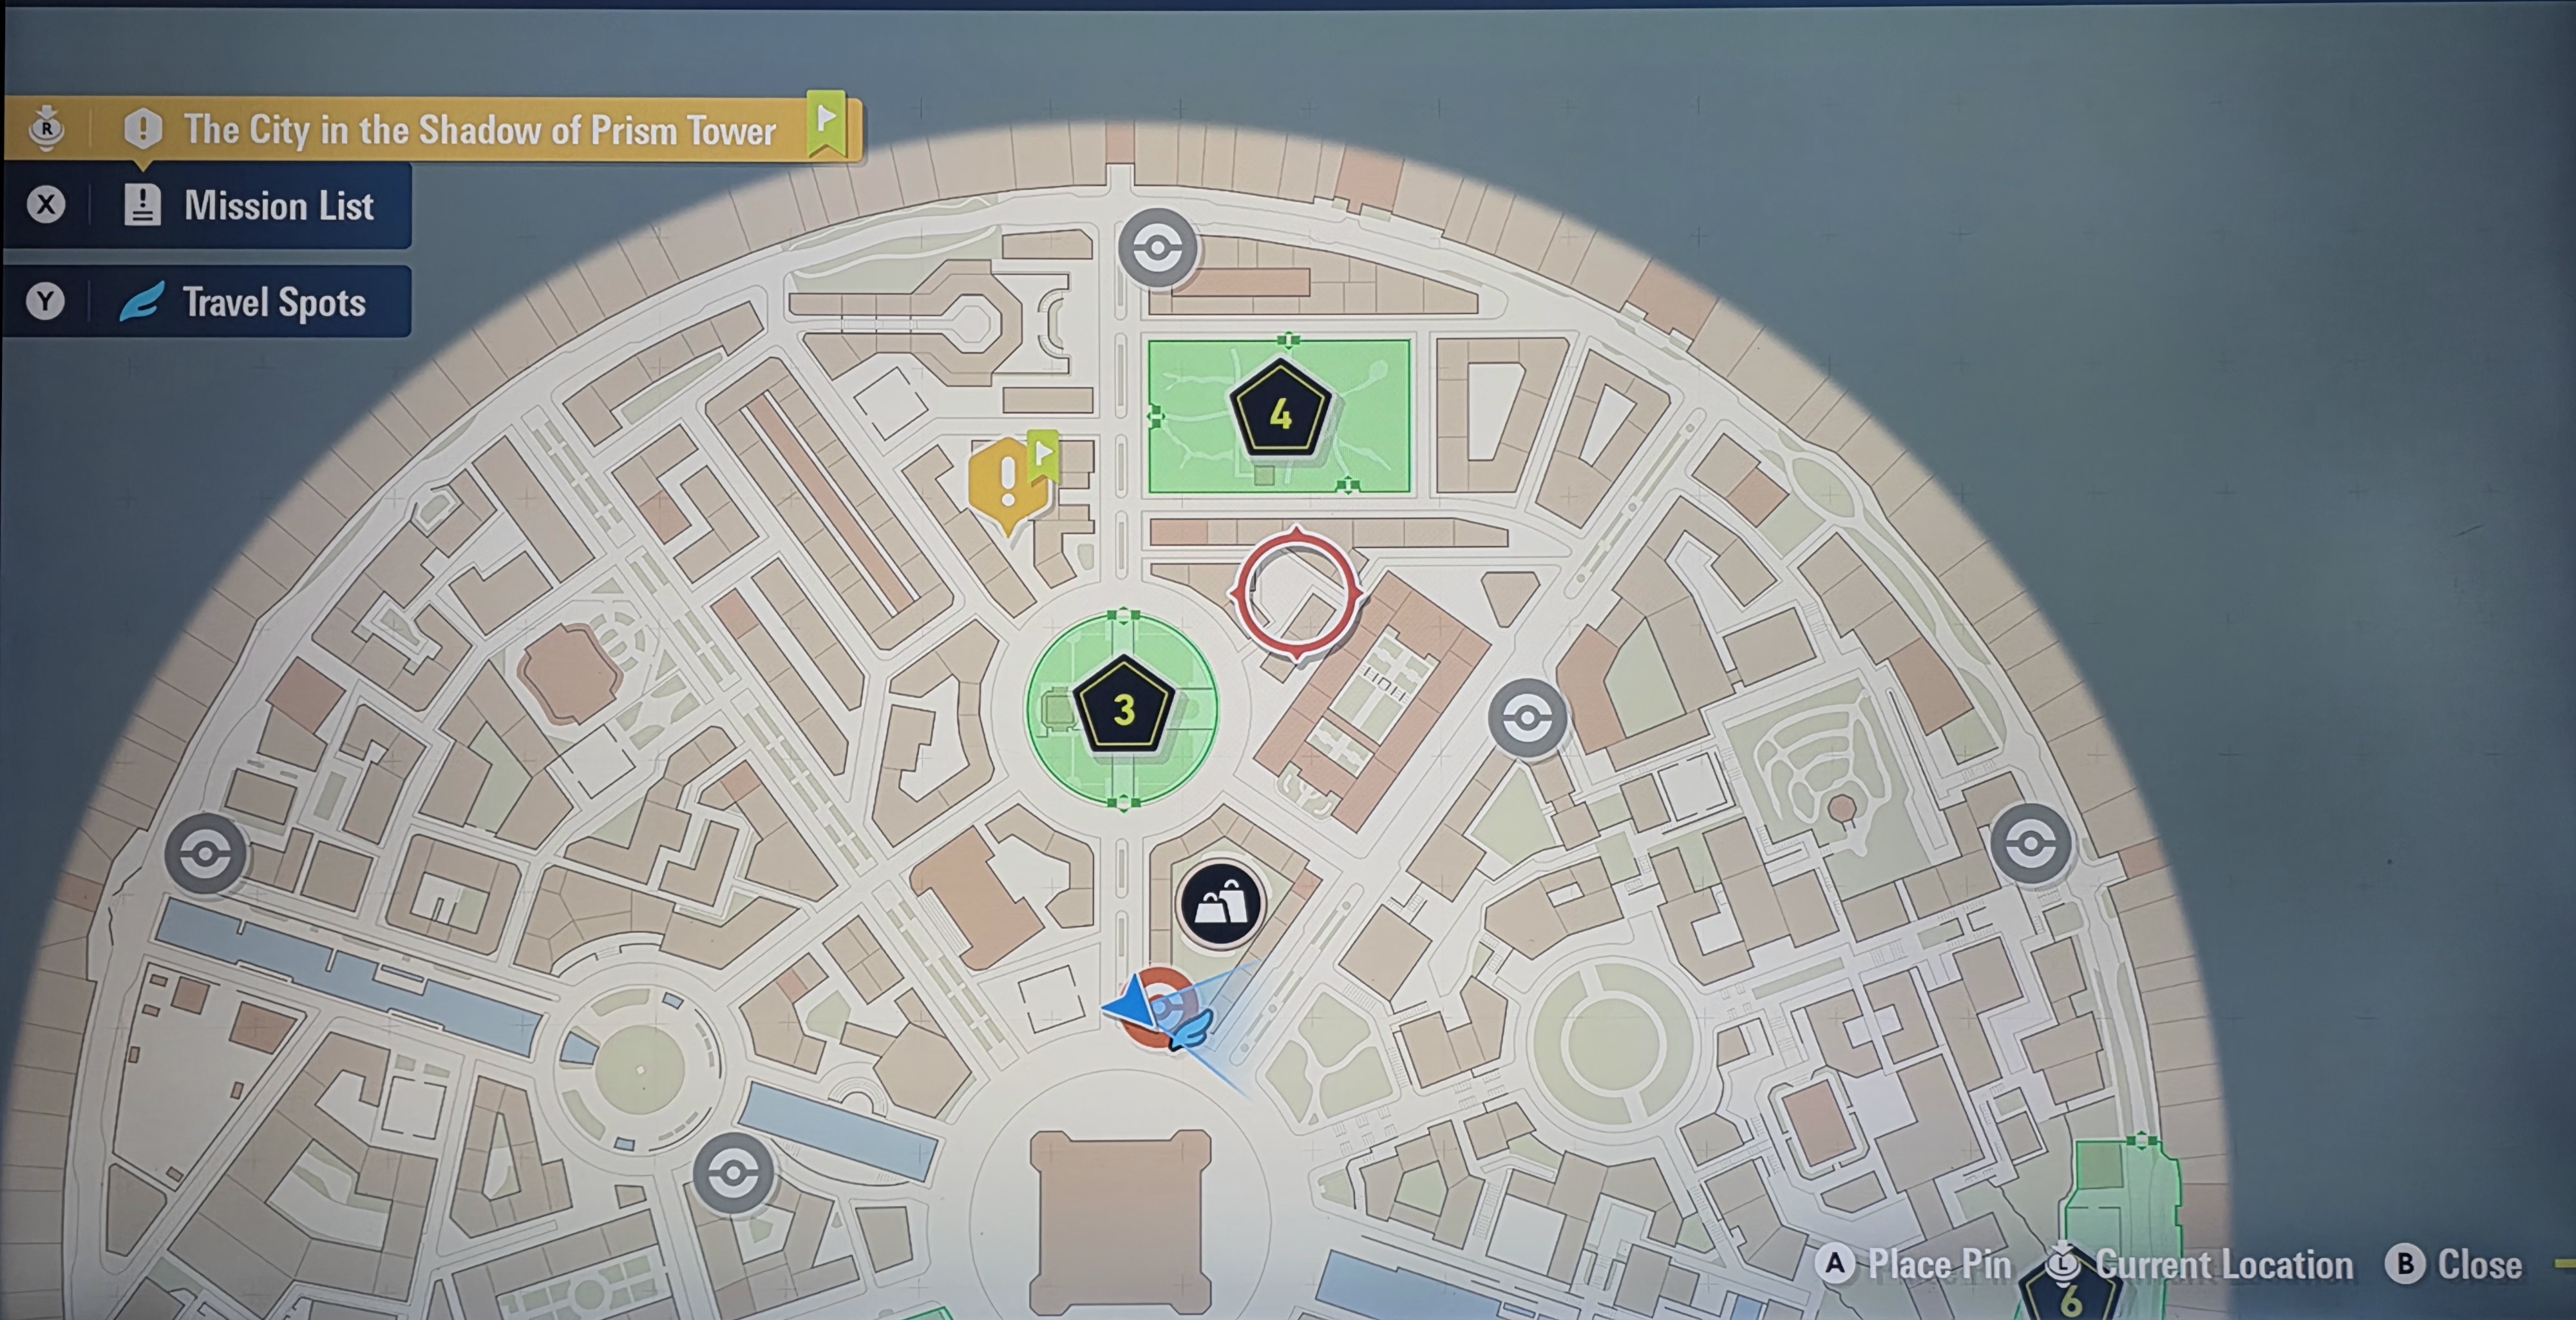 R The City in the Shadow of Prism Tower
X Mission List
Y Travel Spots
4
3
6
A Place Pin L Current Location B Close